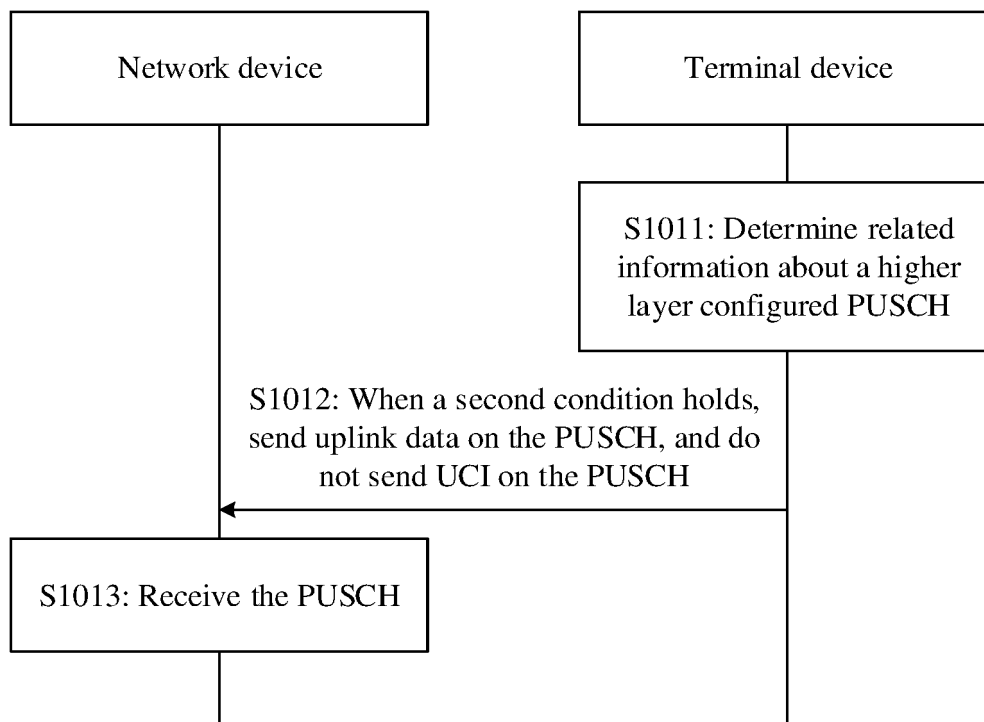 Network device
Terminal device
S1011: Determine related
information about a higher
layer configured PUSCH
S1012: When a second condition holds,
send uplink data on the PUSCH, and do
not send UCI on the PUSCH
S1013: Receive the PUSCH